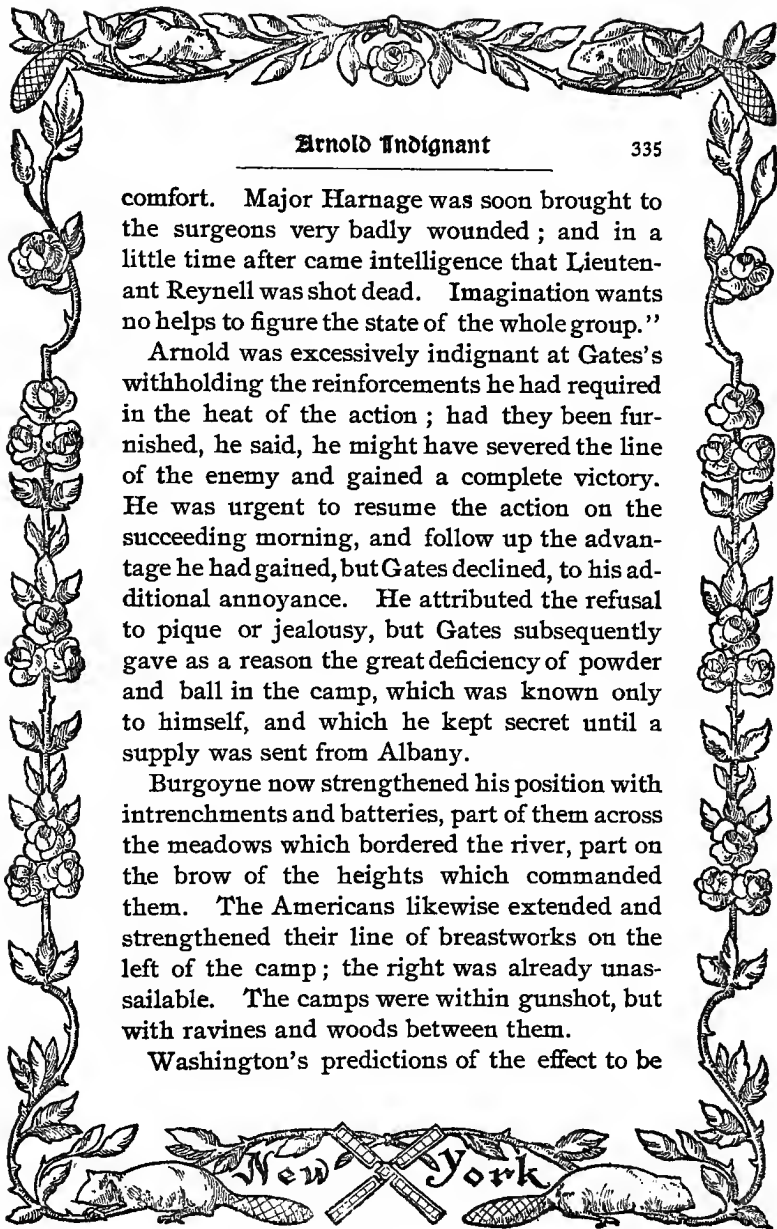 Arnold Indignant 335
comfort. Major Harnage was soon brought to
the surgeons very badly wounded ; and in a
little time after came intelligence that Lieuten-
ant Reynell was shot dead. Imagination wants
no helps to figure the state of the whole group."
Arnold was excessively indignant at Gates's
withholding the reinforcements he had required
in the heat of the action ; had they been fur-
nished, he said, he might have severed the line
of the enemy and gained a complete victory.
He was urgent to resume the action on the
succeeding morning, and follow up the advan-
tage he had gained, but Gates declined, to his ad-
ditional annoyance. He attributed the refusal
to pique or jealousy, but Gates subsequently
gave as a reason the great deficiency of powder
and ball in the camp, which was known only
to himself, and which he kept secret until a
supply was sent from Albany.
Burgoyne now strengthened his position with
intrenchments and batteries, part of them across
the meadows which bordered the river, part on
the brow of the heights which commanded
them. The Americans likewise extended and
strengthened their line of breastworks on the
left of the camp ; the right was already unas-
sailable. The camps were within gunshot, but
with ravines and woods between them.
Washington's predictions of the effect to be
New York